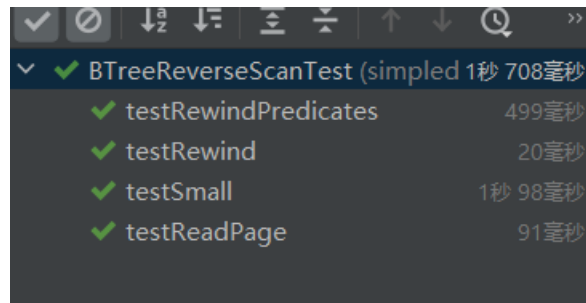 BTreeReverseScanTest (simpled 1秒 708毫秒
testRewindPredicates 499毫秒
testRewind 20毫秒
testSmall 1秒 98毫秒
testReadPage 91毫秒